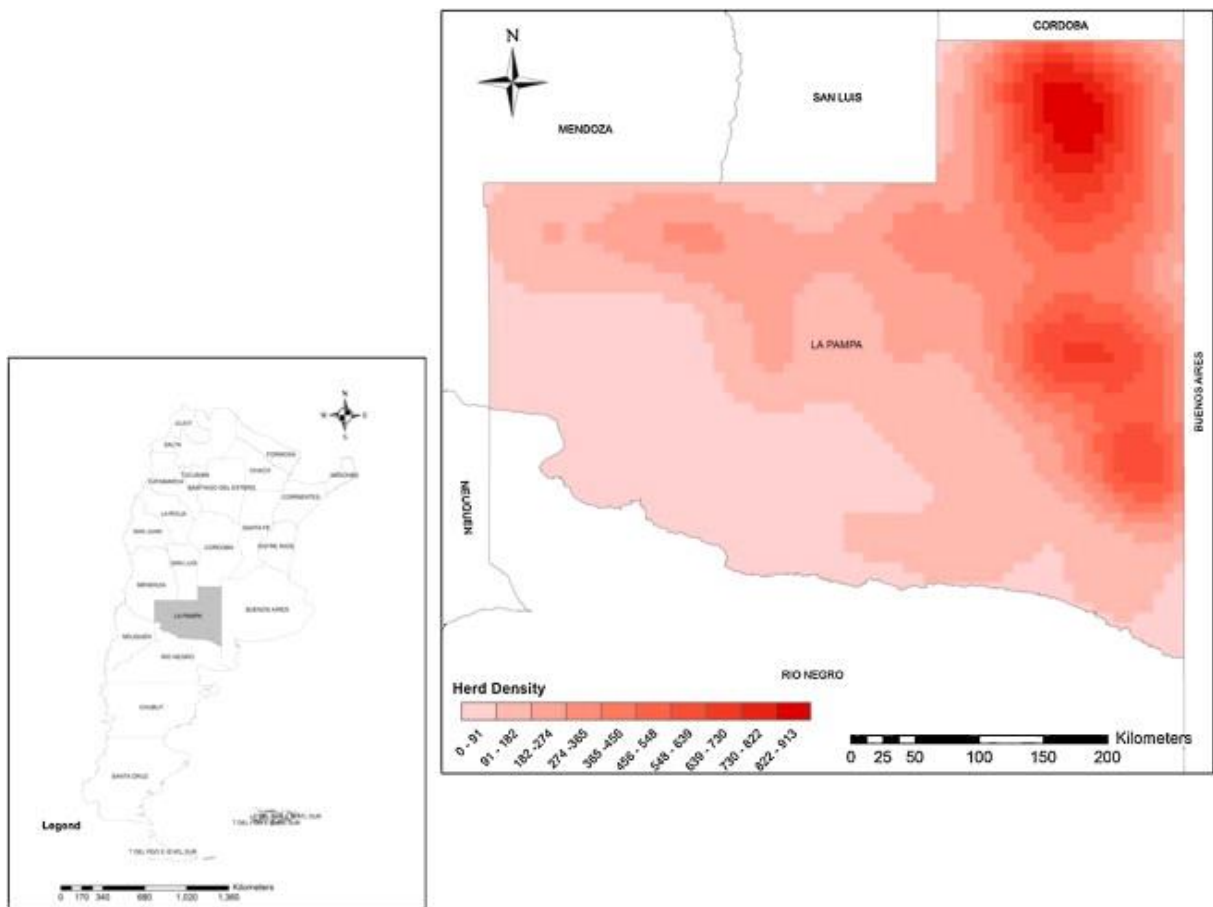 CORDOBA
N
SAN LUIS
MENDOZA
LA PAMPA
BUENOS AIRES
NEUQUEN
RIO NEGRO
Herd Density
0 - 91
91 - 182
182 -274
274 -365
365 -456
456 - 548
548 - 639
639 - 730
730 - 822
822 - 913
Kilometers
0 25 50 100 150 200
N
W E
S
JUJUY
SALTA
FORMOSA
CHACO
MISIONES
TUCUMAN
CATAMARCA
SANTIAGO DEL ESTERO
CORRIENTES
LA RIOJA
SANTA FE
SAN JUAN
CORDOBA
ENTRE RIOS
SAN LUIS
MENDOZA
LA PAMPA
BUENOS AIRES
NEUQUEN
RIO NEGRO
CHUBUT
SANTA CRUZ
Legend
Kilometers
0 170 340 680 1,020 1,360